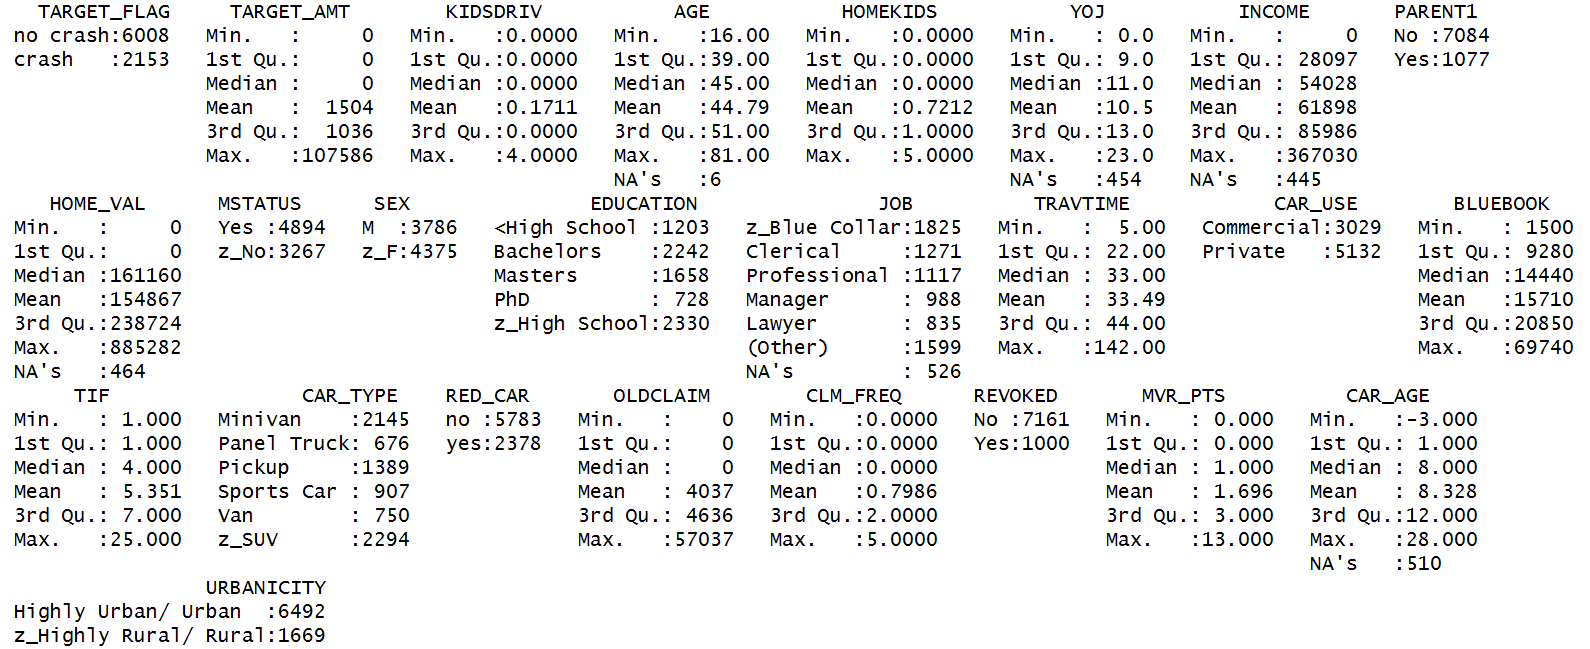 TARGET_FLAG TARGET_AMT KIDSDRIV AGE HOMEKIDS YOJ INCOME PARENT1
no crash:6008 Min. : 0 Min. :0.0000 Min. :16.00 Min. :0.0000 Min. : 0.0 Min. : 0 No :7084
crash :2153 1st Qu.: 0 1st Qu.:0.0000 1st Qu.:39.00 1st Qu.:0.0000 1st Qu.: 9.0 1st Qu.: 28097 Yes:1077
Median : 0 Median :0.0000 Median :45.00 Median :0.0000 Median :11.0 Median : 54028
Mean : 1504 Mean :0.1711 Mean :44.79 Mean :0.7212 Mean :10.5 Mean : 61898
3rd Qu.: 1036 3rd Qu.:0.0000 3rd Qu.:51.00 3rd Qu.:1.0000 3rd Qu.:13.0 3rd Qu.: 85986
Max. :107586 Max. :4.0000 Max. :81.00 Max. :5.0000 Max. :23.0 Max. :367030
NA's :6 NA's :454 NA's :445
HOME_VAL MSTATUS SEX EDUCATION JOB TRAVTIME CAR_USE BLUEBOOK
Min. : 0 Yes :4894 M :3786 <High School :1203 z_Blue Collar:1825 Min. : 5.00 Commercial:3029 Min. : 1500
1st Qu.: 0 z_No:3267 z_F:4375 Bachelors :2242 Clerical :1271 1st Qu.: 22.00 Private :5132 1st Qu.: 9280
Median :161160 Masters :1658 Professional :1117 Median : 33.00 Median :14440
Mean :154867 PhD : 728 Manager : 988 Mean : 33.49 Mean :15710
3rd Qu.:238724 z_High School:2330 Lawyer : 835 3rd Qu.: 44.00 3rd Qu.:20850
Max. :885282 (Other) :1599 Max. :142.00 Max. :69740
NA's :464 NA's : 526
TIF CAR_TYPE RED_CAR OLDCLAIM CLM_FREQ REVOKED MVR_PTS CAR_AGE
Min. : 1.000 Minivan :2145 no :5783 Min. : 0 Min. :0.0000 No :7161 Min. : 0.000 Min. :-3.000
1st Qu.: 1.000 Panel Truck: 676 yes:2378 1st Qu.: 0 1st Qu.:0.0000 Yes:1000 1st Qu.: 0.000 1st Qu.: 1.000
Median : 4.000 Pickup :1389 Median : 0 Median :0.0000 Median : 1.000 Median : 8.000
Mean : 5.351 Sports Car : 907 Mean : 4037 Mean :0.7986 Mean : 1.696 Mean : 8.328
3rd Qu.: 7.000 Van : 750 3rd Qu.: 4636 3rd Qu.:2.0000 3rd Qu.: 3.000 3rd Qu.:12.000
Max. :25.000 z_SUV :2294 Max. :57037 Max. :5.0000 Max. :13.000 Max. :28.000
NA's :510
URBANICITY
Highly Urban/ Urban :6492
z_Highly Rural/ Rural:1669